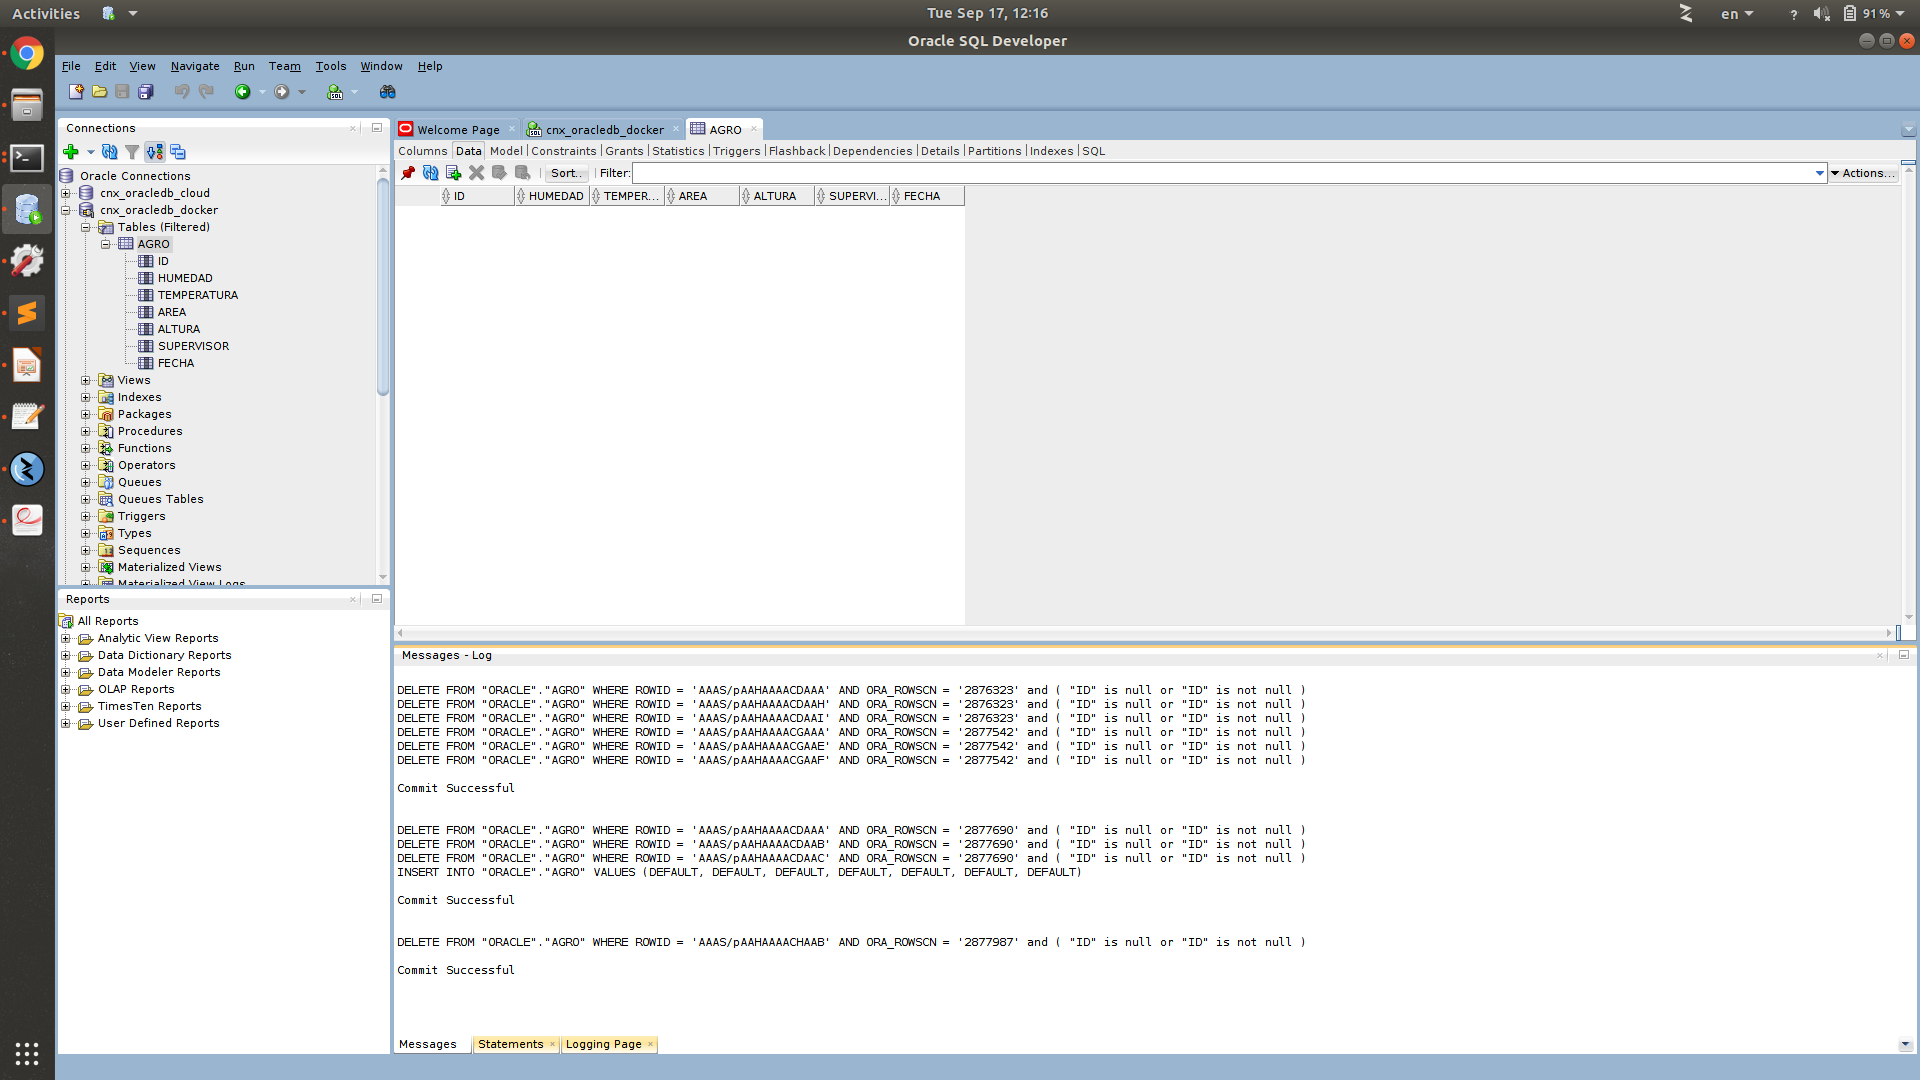 Activities
Tue Sep 17, 12:16
en
?
91 %
Oracle SQL Developer
File Edit View Navigate Run Team Tools Window Help
Connections
Oracle Connections
cnx_oracledb_cloud
cnx_oracledb_docker
Tables (Filtered)
AGRO
ID
HUMEDAD
TEMPERATURA
AREA
ALTURA
SUPERVISOR
FECHA
Views
Indexes
Packages
Procedures
Functions
Operators
Queues
Queues Tables
Triggers
Types
Sequences
Materialized Views
Materialized View Logs
Reports
All Reports
Analytic View Reports
Data Dictionary Reports
Data Modeler Reports
OLAP Reports
TimesTen Reports
User Defined Reports
Welcome Page
cnx_oracledb_docker
AGRO
Columns Data Model Constraints Grants Statistics Triggers Flashback Dependencies Details Partitions Indexes SQL
Sort.. Filter: Actions...
ID HUMEDAD TEMPER... AREA ALTURA SUPERVI... FECHA
Messages - Log
DELETE FROM "ORACLE"."AGRO" WHERE ROWID = 'AAAS/pAAHAAAACDAAA' AND ORA_ROWSCN = '2876323' and ( "ID" is null or "ID" is not null )
DELETE FROM "ORACLE"."AGRO" WHERE ROWID = 'AAAS/pAAHAAAACDAAH' AND ORA_ROWSCN = '2876323' and ( "ID" is null or "ID" is not null )
DELETE FROM "ORACLE"."AGRO" WHERE ROWID = 'AAAS/pAAHAAAACDAAI' AND ORA_ROWSCN = '2876323' and ( "ID" is null or "ID" is not null )
DELETE FROM "ORACLE"."AGRO" WHERE ROWID = 'AAAS/pAAHAAAACGAAA' AND ORA_ROWSCN = '2877542' and ( "ID" is null or "ID" is not null )
DELETE FROM "ORACLE"."AGRO" WHERE ROWID = 'AAAS/pAAHAAAACGAAE' AND ORA_ROWSCN = '2877542' and ( "ID" is null or "ID" is not null )
DELETE FROM "ORACLE"."AGRO" WHERE ROWID = 'AAAS/pAAHAAAACGAAF' AND ORA_ROWSCN = '2877542' and ( "ID" is null or "ID" is not null )
Commit Successful
DELETE FROM "ORACLE"."AGRO" WHERE ROWID = 'AAAS/pAAHAAAACDAAA' AND ORA_ROWSCN = '2877690' and ( "ID" is null or "ID" is not null )
DELETE FROM "ORACLE"."AGRO" WHERE ROWID = 'AAAS/pAAHAAAACDAAB' AND ORA_ROWSCN = '2877690' and ( "ID" is null or "ID" is not null )
DELETE FROM "ORACLE"."AGRO" WHERE ROWID = 'AAAS/pAAHAAAACDAAC' AND ORA_ROWSCN = '2877690' and ( "ID" is null or "ID" is not null )
INSERT INTO "ORACLE"."AGRO" VALUES (DEFAULT, DEFAULT, DEFAULT, DEFAULT, DEFAULT, DEFAULT, DEFAULT)
Commit Successful
DELETE FROM "ORACLE"."AGRO" WHERE ROWID = 'AAAS/pAAHAAAACHAAB' AND ORA_ROWSCN = '2877987' and ( "ID" is null or "ID" is not null )
Commit Successful
Messages Statements Logging Page